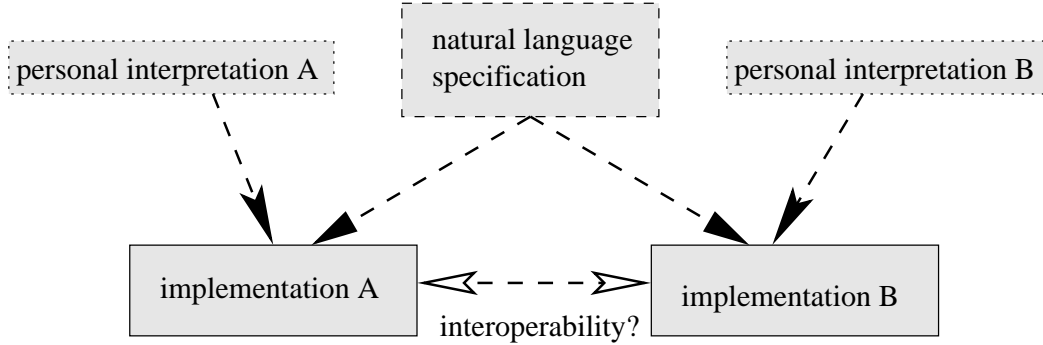 personal interpretation A
natural language
specification
personal interpretation B
implementation A
implementation B
interoperability?